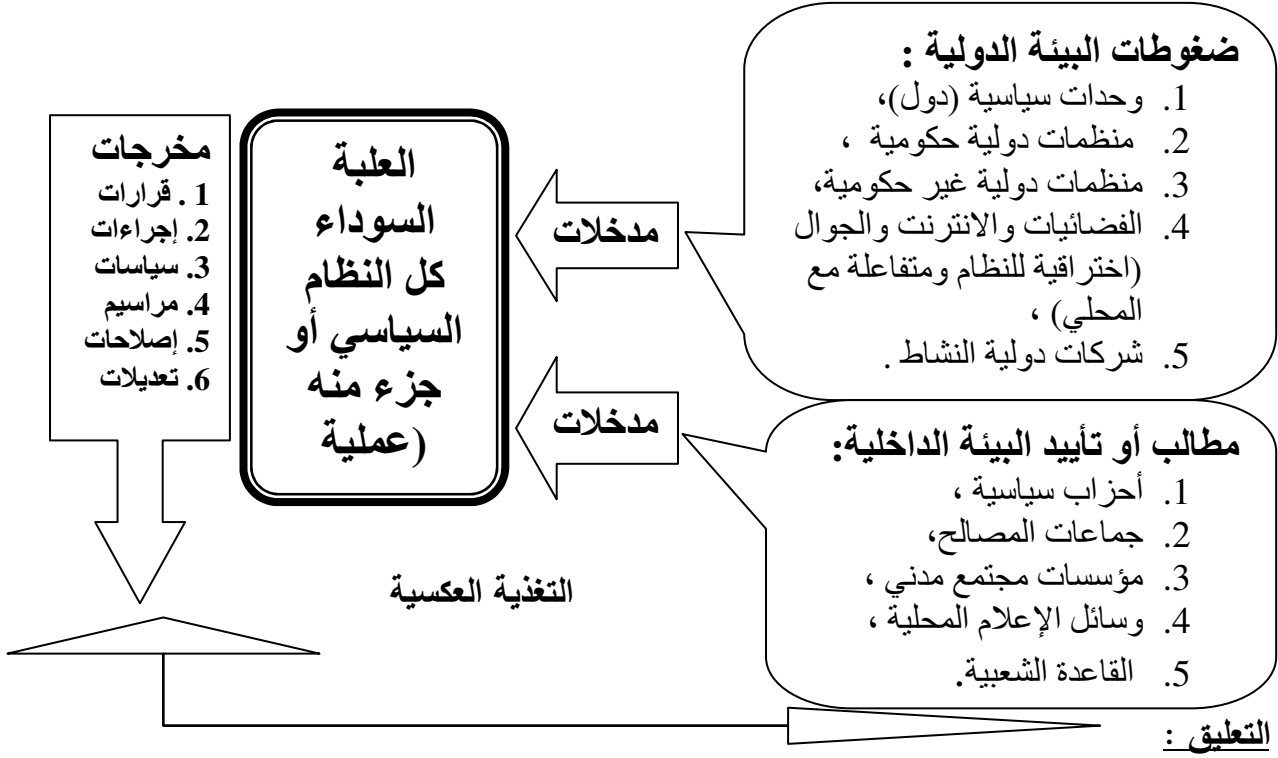 ضغوطات البيئة الدولية :
1. وحدات سياسية (دول)،
2. منظمات دولية حكومية ،
3. منظمات دولية غير حكومية،
4. الفضائيات والانترنت والجوال
(اختراقية للنظام ومتفاعلة مع
المحلي) ،
5. شركات دولية النشاط .
مطالب أو تأييد البيئة الداخلية:
1. أحزاب سياسية ،
2. جماعات المصالح،
3. مؤسسات مجتمع مدني ،
4. وسائل الإعلام المحلية ،
5. القاعدة الشعبية.
مدخلات
مدخلات
العلبة
السوداء
كل النظام
السياسي أو
جزء منه
(عملية
مخرجات
1 . قرارات
2. إجراءات
3. سياسات
4. مراسيم
5. إصلاحات
6. تعديلات
التغذية العكسية
التعليق :